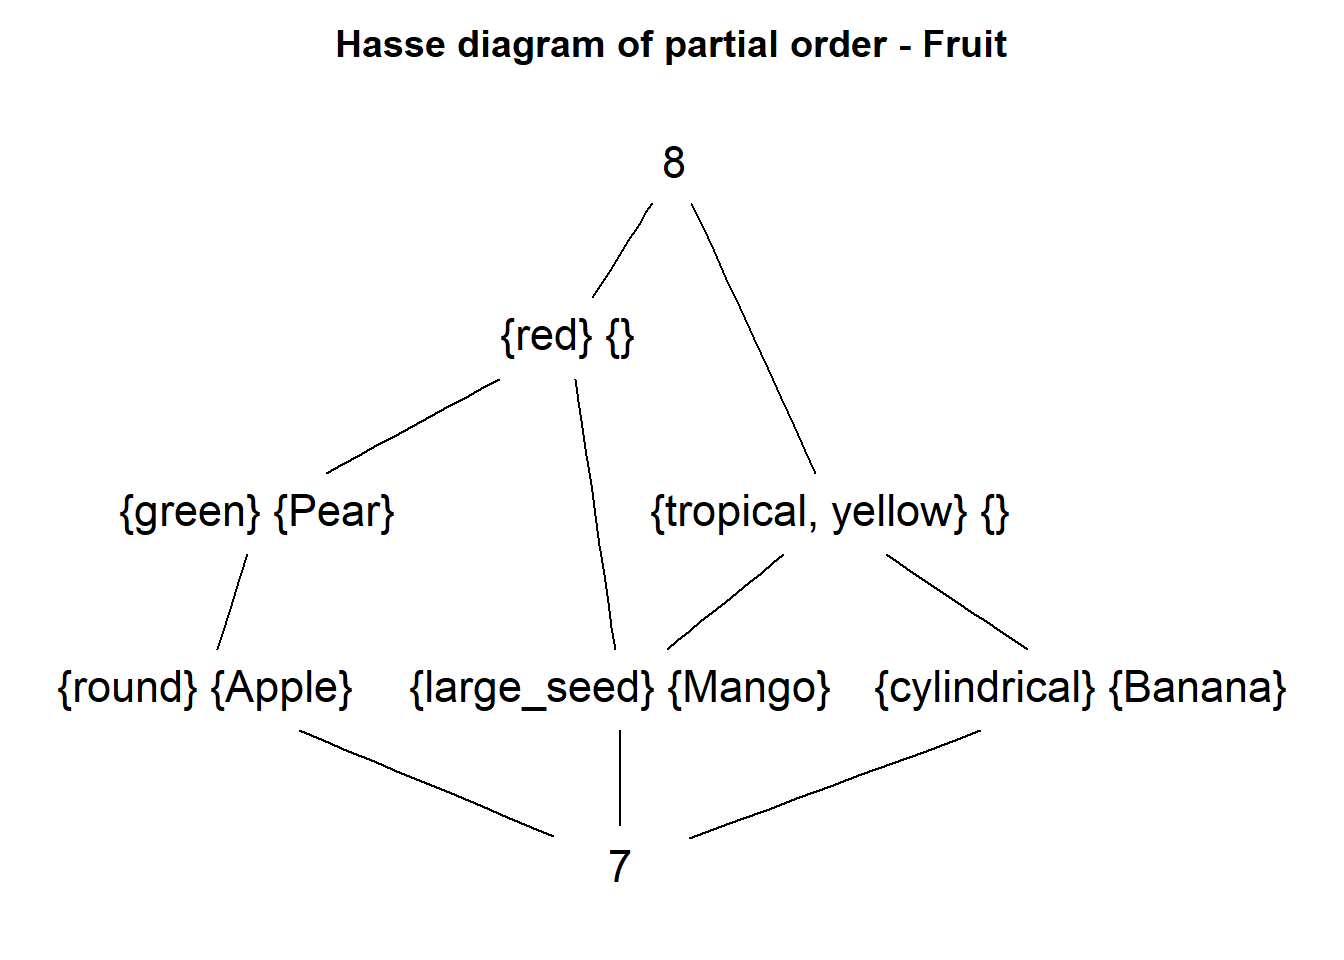 Hasse diagram of partial order - Fruit
8
{red} {}
{green} {Pear}
{tropical, yellow} {}
{round} {Apple}
{large_seed} {Mango}
{cylindrical} {Banana}
7